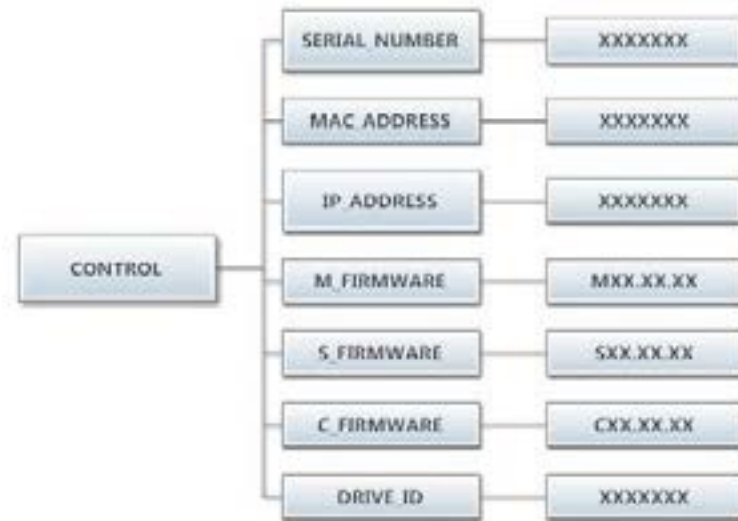 SERIAL_NUMBER XXXXXXX
MAC_ADDRESS XXXXXXX
IP_ADDRESS XXXXXXX
CONTROL
M_FIRMWARE MXX.XX.XX
S_FIRMWARE SXX.XX.XX
C_FIRMWARE CXX.XX.XX
DRIVE_ID XXXXXXX